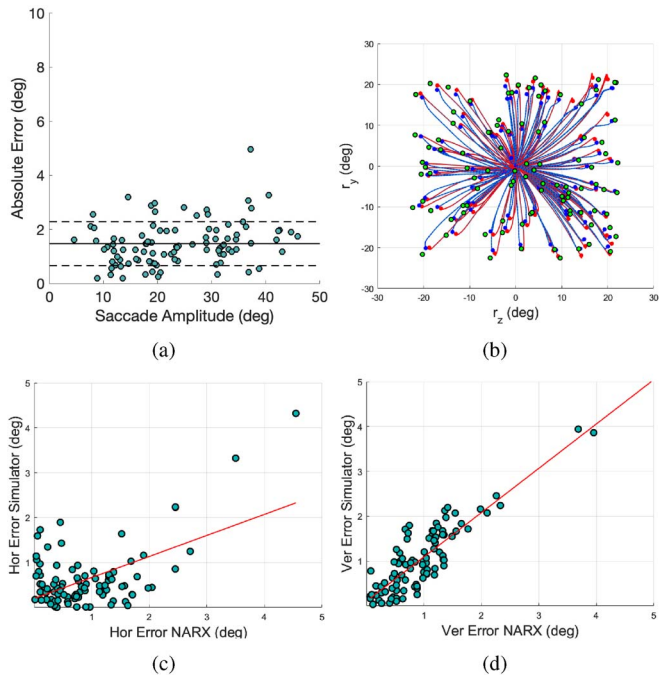 10
8
6
4
2
0
0 10 20 30 40 50
Absolute Error (deg)
Saccade Amplitude (deg)
(a)
30
20
10
0
-10
-20
-30
-30 -20 -10 0 10 20 30
r_y (deg)
r_z (deg)
(b)
5
4
3
2
1
1 2 3 4 5
Hor Error Simulator (deg)
Hor Error NARX (deg)
(c)
5
4
3
2
1
1 2 3 4 5
Ver Error Simulator (deg)
Ver Error NARX (deg)
(d)